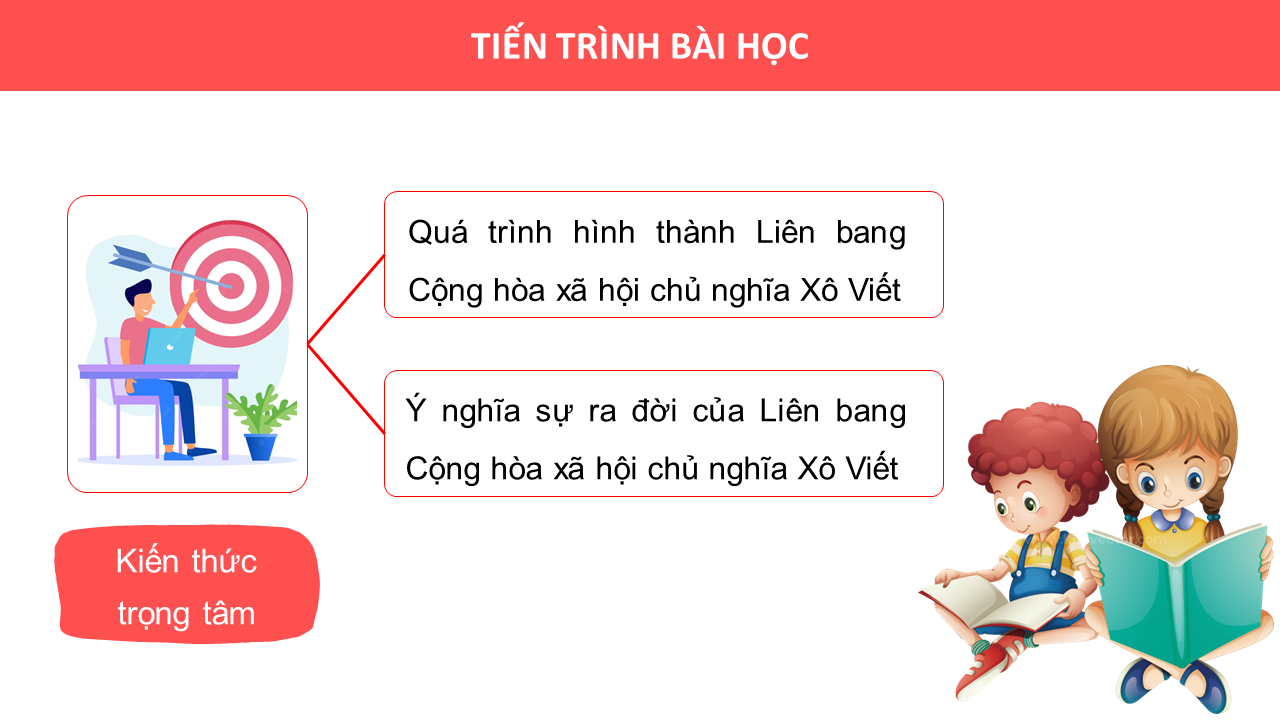 TIẾN TRÌNH BÀI HỌC
Quá trình hình thành Liên bang
Cộng hòa xã hội chủ nghĩa Xô Viết
Ý nghĩa sự ra đời của Liên bang
Cộng hòa xã hội chủ nghĩa Xô Viết
Kiến thức
trọng tâm